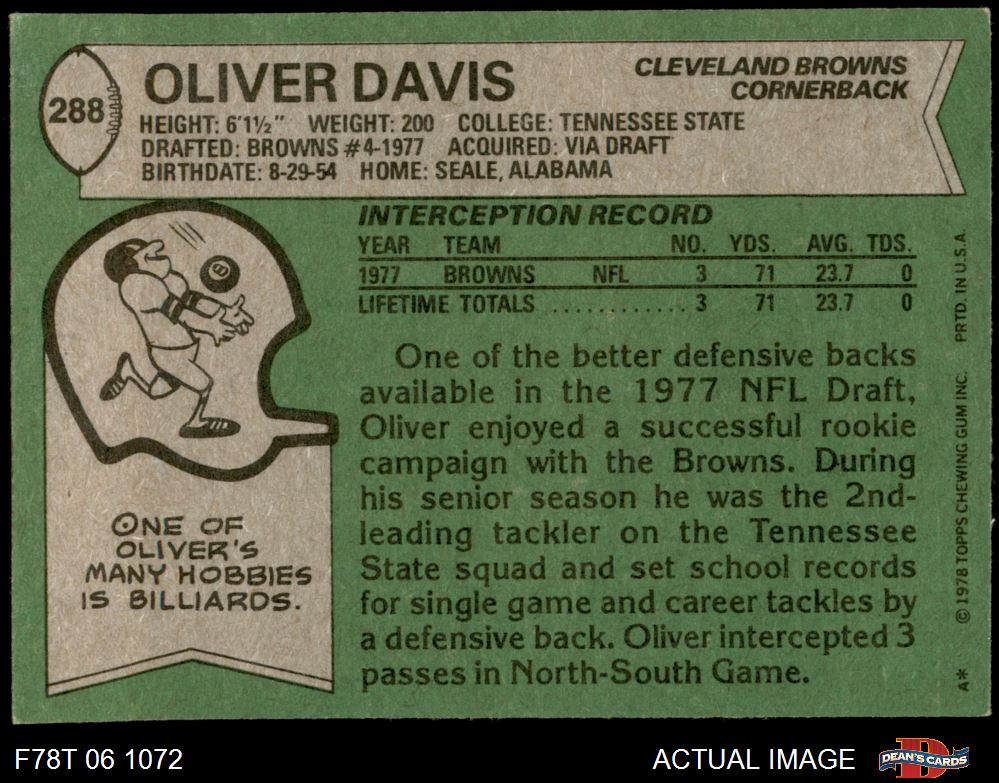 288
OLIVER DAVIS
CLEVELAND BROWNS
CORNERBACK
HEIGHT: 6'1½" WEIGHT: 200 COLLEGE: TENNESSEE STATE
DRAFTED: BROWNS #4-1977 ACQUIRED: VIA DRAFT
BIRTHDATE: 8-29-54 HOME: SEALE, ALABAMA
INTERCEPTION RECORD
YEAR TEAM NO. YDS. AVG. TDS.
1977 BROWNS NFL 3 71 23.7 0
LIFETIME TOTALS ............. 3 71 23.7 0
8
ONE OF
OLIVER'S
MANY HOBBIES
IS BILLIARDS.
One of the better defensive backs
available in the 1977 NFL Draft,
Oliver enjoyed a successful rookie
campaign with the Browns. During
his senior season he was the 2nd-
leading tackler on the Tennessee
State squad and set school records
for single game and career tackles by
a defensive back. Oliver intercepted 3
passes in North-South Game.
A* © 1978 TOPPS CHEWING GUM INC. PRTD. IN U.S.A.
F78T 06 1072
ACTUAL IMAGE
D
DEAN'S CARDS